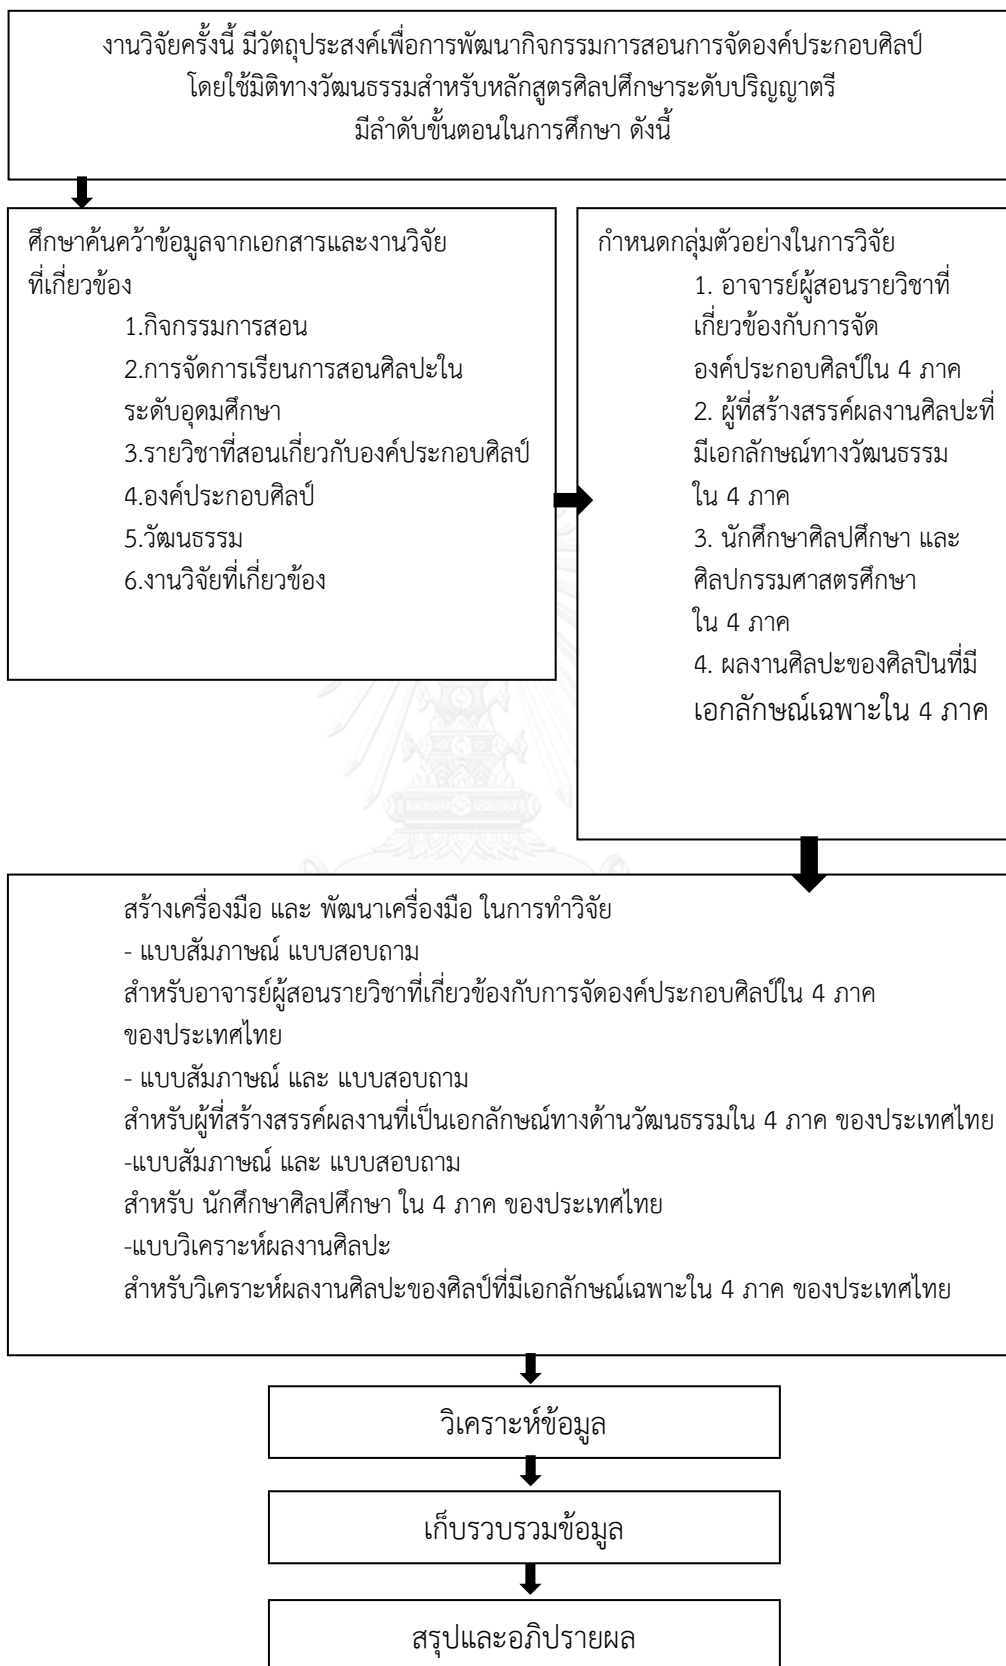 งานวิจัยครั้งนี้ มีวัตถุประสงค์เพื่อการพัฒนากิจกรรมการสอนการจัดองค์ประกอบศิลป์
โดยใช้มิติทางวัฒนธรรมสำหรับหลักสูตรศิลปศึกษาระดับปริญญาตรี
มีลำดับขั้นตอนในการศึกษา ดังนี้
ศึกษาค้นคว้าข้อมูลจากเอกสารและงานวิจัย
ที่เกี่ยวข้อง
1.กิจกรรมการสอน
2.การจัดการเรียนการสอนศิลปะใน
ระดับอุดมศึกษา
3.รายวิชาที่สอนเกี่ยวกับองค์ประกอบศิลป์
4.องค์ประกอบศิลป์
5.วัฒนธรรม
6.งานวิจัยที่เกี่ยวข้อง
กำหนดกลุ่มตัวอย่างในการวิจัย
1. อาจารย์ผู้สอนรายวิชาที่
เกี่ยวข้องกับการจัด
องค์ประกอบศิลป์ใน 4 ภาค
2. ผู้ที่สร้างสรรค์ผลงานศิลปะที่
มีเอกลักษณ์ทางวัฒนธรรม
ใน 4 ภาค
3. นักศึกษาศิลปศึกษา และ
ศิลปกรรมศาสตรศึกษา
ใน 4 ภาค
4. ผลงานศิลปะของศิลปินที่มี
เอกลักษณ์เฉพาะใน 4 ภาค
สร้างเครื่องมือ และ พัฒนาเครื่องมือ ในการทำวิจัย
- แบบสัมภาษณ์ แบบสอบถาม
สำหรับอาจารย์ผู้สอนรายวิชาที่เกี่ยวข้องกับการจัดองค์ประกอบศิลป์ใน 4 ภาค
ของประเทศไทย
- แบบสัมภาษณ์ และ แบบสอบถาม
สำหรับผู้ที่สร้างสรรค์ผลงานที่เป็นเอกลักษณ์ทางด้านวัฒนธรรมใน 4 ภาค ของประเทศไทย
-แบบสัมภาษณ์ และ แบบสอบถาม
สำหรับ นักศึกษาศิลปศึกษา ใน 4 ภาค ของประเทศไทย
-แบบวิเคราะห์ผลงานศิลปะ
สำหรับวิเคราะห์ผลงานศิลปะของศิลป์ที่มีเอกลักษณ์เฉพาะใน 4 ภาค ของประเทศไทย
วิเคราะห์ข้อมูล
เก็บรวบรวมข้อมูล
สรุปและอภิปรายผล